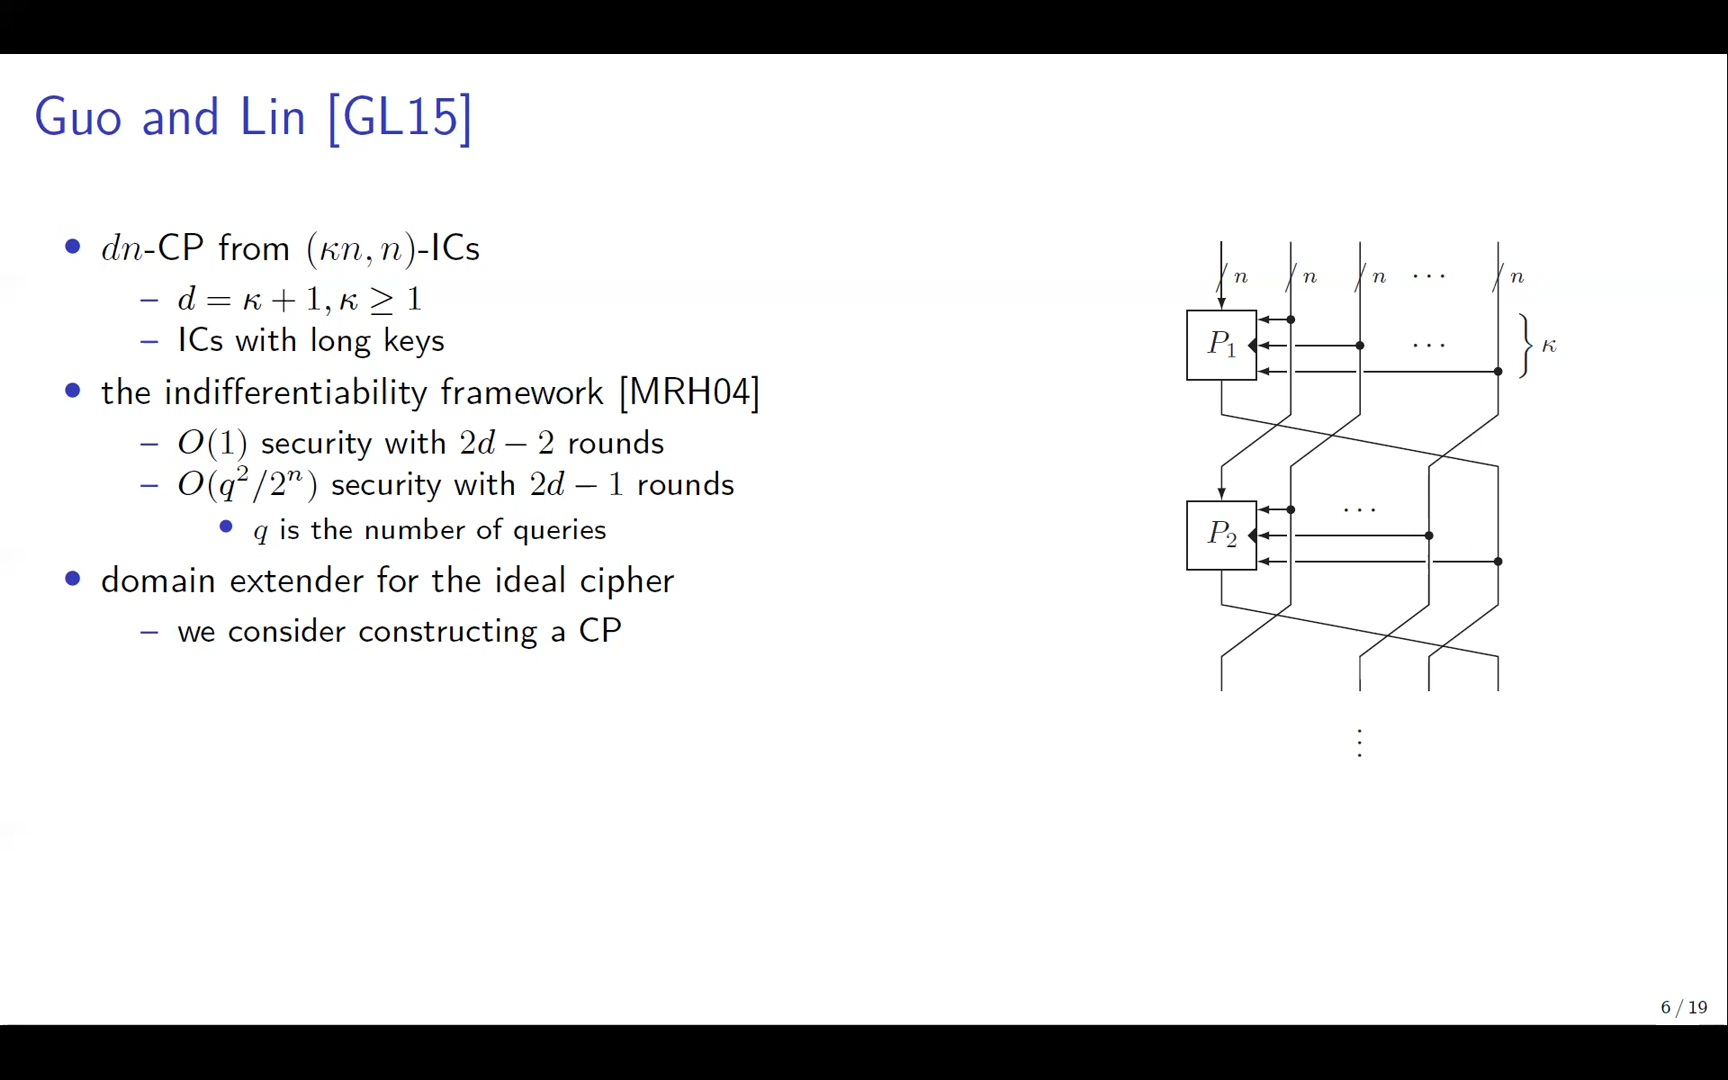 Guo and Lin [GL15]
• dn-CP from (κn, n)-ICs
– d = κ + 1, κ ≥ 1
– ICs with long keys
• the indifferentiability framework [MRH04]
– O(1) security with 2d − 2 rounds
– O(q²/2ⁿ) security with 2d − 1 rounds
• q is the number of queries
• domain extender for the ideal cipher
– we consider constructing a CP
n n n ··· n
P₁ ··· } κ
P₂ ···
⋮
6 / 19